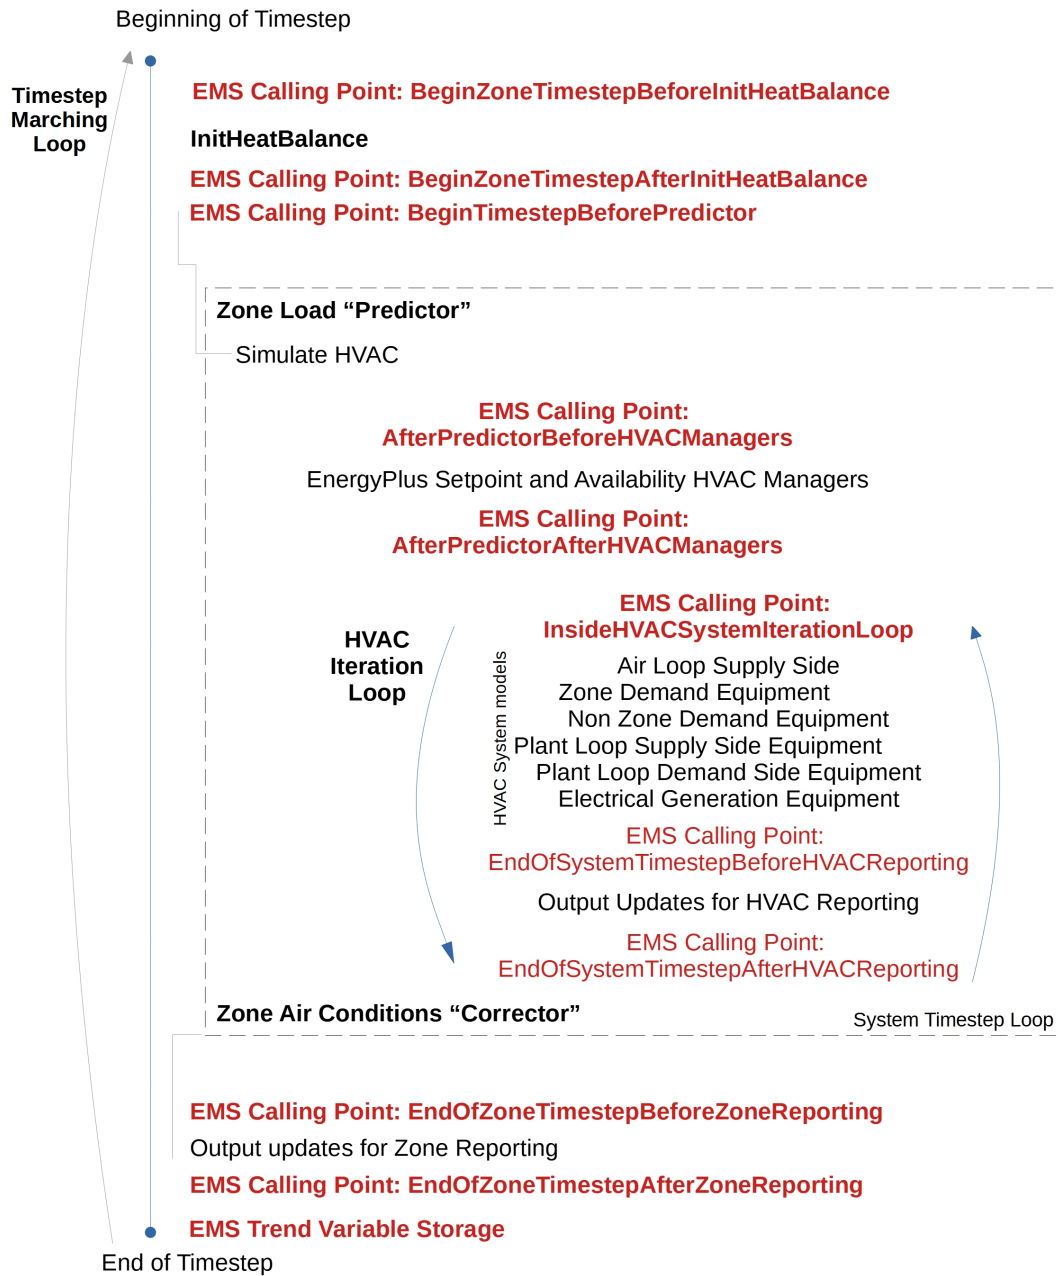 Beginning of Timestep
Timestep
Marching
Loop
EMS Calling Point: BeginZoneTimestepBeforeInitHeatBalance
InitHeatBalance
EMS Calling Point: BeginZoneTimestepAfterInitHeatBalance
EMS Calling Point: BeginTimestepBeforePredictor
Zone Load “Predictor”
Simulate HVAC
EMS Calling Point:
AfterPredictorBeforeHVACManagers
EnergyPlus Setpoint and Availability HVAC Managers
EMS Calling Point:
AfterPredictorAfterHVACManagers
HVAC
Iteration
Loop
EMS Calling Point:
InsideHVACSystemIterationLoop
HVAC System models
Air Loop Supply Side
Zone Demand Equipment
Non Zone Demand Equipment
Plant Loop Supply Side Equipment
Plant Loop Demand Side Equipment
Electrical Generation Equipment
EMS Calling Point:
EndOfSystemTimestepBeforeHVACReporting
Output Updates for HVAC Reporting
EMS Calling Point:
EndOfSystemTimestepAfterHVACReporting
Zone Air Conditions “Corrector”
System Timestep Loop
EMS Calling Point: EndOfZoneTimestepBeforeZoneReporting
Output updates for Zone Reporting
EMS Calling Point: EndOfZoneTimestepAfterZoneReporting
EMS Trend Variable Storage
End of Timestep